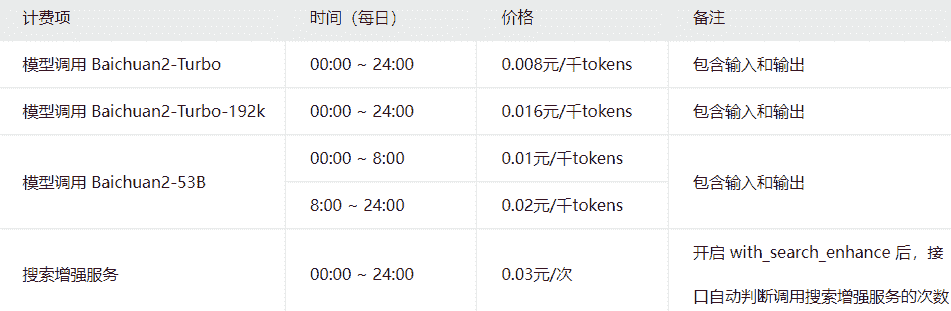 计费项 时间（每日） 价格 备注
模型调用 Baichuan2-Turbo 00:00 ~ 24:00 0.008元/千tokens 包含输入和输出
模型调用 Baichuan2-Turbo-192k 00:00 ~ 24:00 0.016元/千tokens 包含输入和输出
00:00 ~ 8:00 0.01元/千tokens
模型调用 Baichuan2-53B 包含输入和输出
8:00 ~ 24:00 0.02元/千tokens
开启 with_search_enhance 后，接
搜索增强服务 00:00 ~ 24:00 0.03元/次
口自动判断调用搜索增强服务的次数